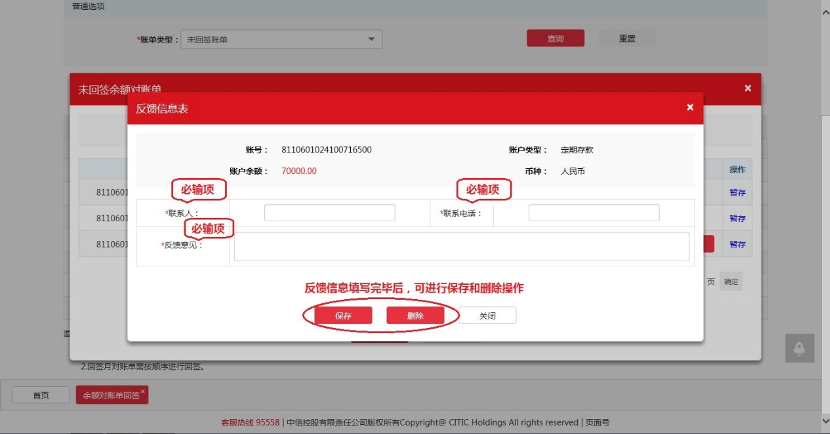 普通选项
*账单类型： 未回签账单 查询 重置
未回签余额对账单 ×
反馈信息表 ×
账号： 8110601024100716500 账户类型： 定期存款
账户余额： 70000.00 币种： 人民币
操作
必输项 必输项
811060 暂存
*联系人： *联系电话：
必输项
暂存
8110601 *反馈意见： 暂存
反馈信息填写完毕后，可进行保存和删除操作
页 确定
保存 删除 关闭
2.回签月对账单需按顺序进行回签。
首页 余额对账单回签 ×
客服热线 95558 | 中信控股有限责任公司版权所有Copyright@ CITIC Holdings All rights reserved | 页面号